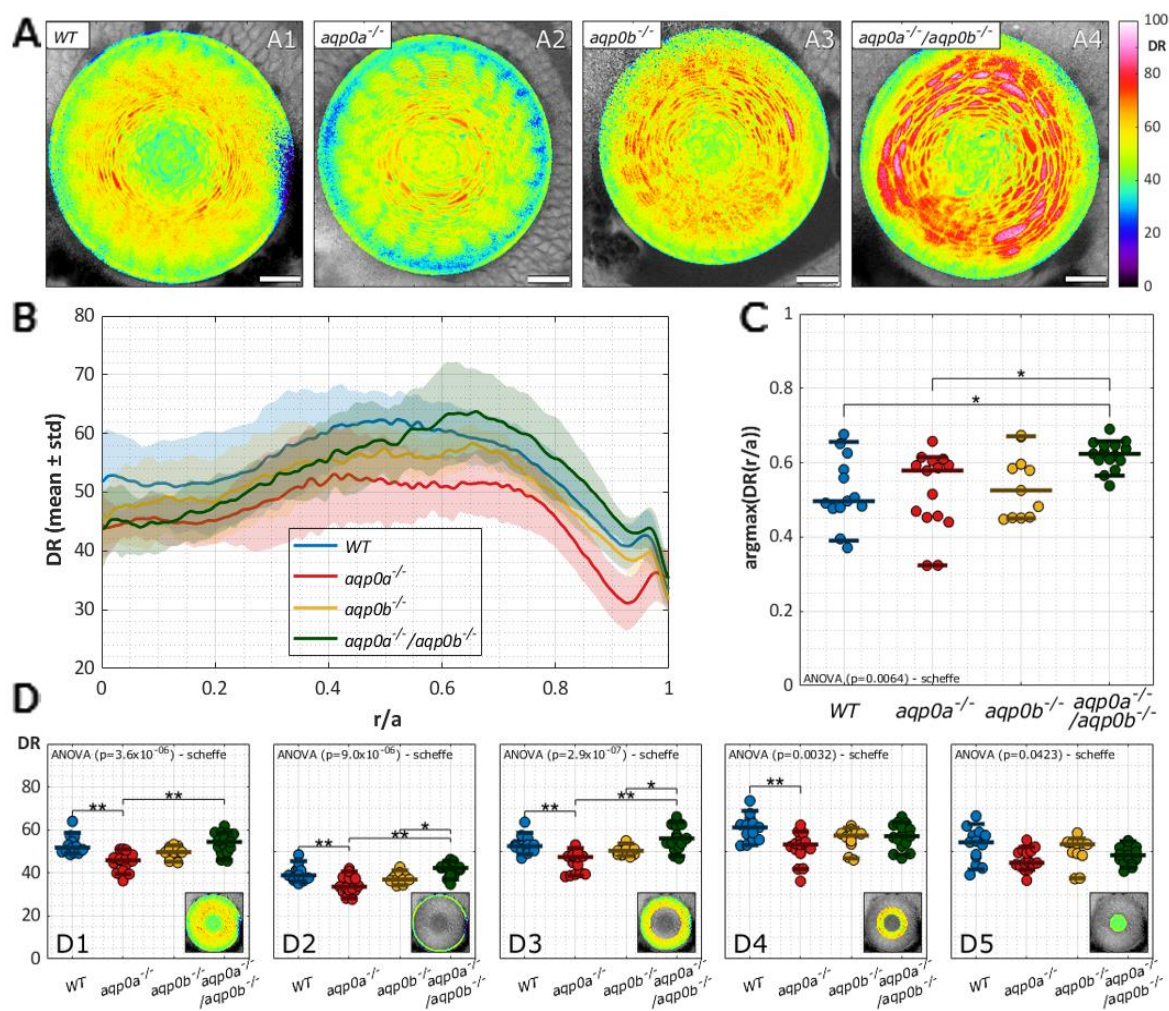 A
WT
A1
aqp0a-/-
A2
aqp0b-/-
A3
aqp0a-/-/aqp0b-/-
A4
100
DR
80
60
40
20
0
B
80
70
60
50
40
30
20
DR (mean ± std)
WT
aqp0a-/-
aqp0b-/-
aqp0a-/-/aqp0b-/-
0
0.2
0.4
0.6
0.8
1
r/a
C
1
0.8
0.6
0.4
0.2
0
argmax(DR(r/a))
*
*
ANOVA,(p=0.0064) - scheffe
WT
aqp0a-/-
aqp0b-/-
aqp0a-/-
/aqp0b-/-
D
DR
80
60
40
20
0
ANOVA (p=3.6x10-06) - scheffe
**
**
D1
WT
aqp0a-/-
aqp0b-/-
aqp0a-/-
/aqp0b-/-
ANOVA (p=9.0x10-06) - scheffe
**
**
*
D2
WT
aqp0a-/-
aqp0b-/-
aqp0a-/-
/aqp0b-/-
ANOVA (p=2.9x10-07) - scheffe
**
**
*
D3
WT
aqp0a-/-
aqp0b-/-
aqp0a-/-
/aqp0b-/-
ANOVA (p=0.0032) - scheffe
**
D4
WT
aqp0a-/-
aqp0b-/-
aqp0a-/-
/aqp0b-/-
ANOVA (p=0.0423) - scheffe
D5
WT
aqp0a-/-
aqp0b-/-
aqp0a-/-
/aqp0b-/-